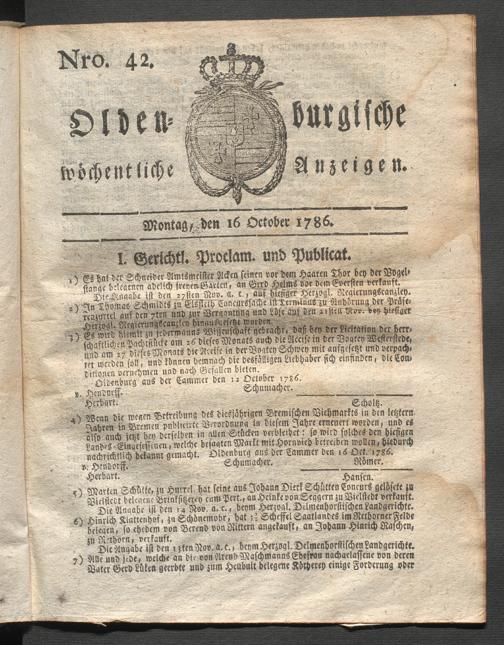 Nro. 42.
Olden- burgische
wöchentliche Anzeigen.
Montag, den 16 October 1786.
I. Gerichtl. Proclam. und Publicat.
1) Es hat der Schneider Amtsmeister Acken seinen vor dem Haaren Thor bey der Vogel-
stange belegenen adelich freyen Garten, an Gerd Helms vor dem Eversten verkauft.
Die Angabe ist den 27sten Nov. a. c., auf hiesiger Herzogl. Regierungscanzley.
2) In Thomas Schmidts zu Elsfleth Concurssache ist Terminus zu Anhörung der Präfe-
renzurtel auf den 7ten und zur Vergantung und Löse auf den 21sten Nov. bey hiesiger
Herzogl. Regierungscanzley hinausgesetzt worden.
3) Es wird hiemit zu jedermanns Wissenschaft gebracht, daß bey der Licitation der herr-
schaftlichen Pachtstücke am 26 dieses Monats auch die Accise in der Vogtey Westerstede,
und am 27 dieses Monats die Accise in der Vogtey Schwey mit aufgesetzt und verpach-
tet werden soll, und können demnach die desfälligen Liebhaber sich einfinden, die Con-
ditionen vernehmen und nach Gefallen bieten.
Oldenburg aus der Cammer den 12 October 1786.
v. Hendorff. Schumacher.
Herbart. Scholtz.
4) Wenn die wegen Betreibung des diesjährigen Bremischen Viehmarkts in den letztern
Jahren in Bremen publicirte Verordnung in diesem Jahre erneuert worden, und es
also auch jetzt bey derselben in allen Stücken verbleibet: so wird solches den hiesigen
Landes-Eingesessenen, welche besagten Markt mit Hornvieh betreiben wollen, hiedurch
nachrichtlich bekannt gemacht. Oldenburg aus der Cammer den 16 Oct. 1786.
v. Hendorff. Schumacher. Römer.
Herbart. Hansen.
5) Marten Schütte, zu Hurrel hat seine aus Johann Dierk Schütten Concurs gelösete zu
Vielstedt belegene Brinksitzerey cum Pert. an Heinke von Seggern zu Vielstedt verkauft.
Die Angabe ist den 14 Nov. a. c., beym Herzogl. Delmenhorstischen Landgerichte.
6) Hinrich Klattenhof, zu Schönemohr, hat Scheffel Saatlandes im Rethorner Felde
belegen, so ehedem von Berend von Rittern angekauft, an Johann Hinrich Raschen,
zu Rethorn, verkauft.
Die Angabe ist den 13ten Nov. a. c., beym Herzogl. Delmenhorstischen Landgerichte.
7) Alle und jede, welche an die von Arend Maschmann Ehefrau nachgelassene von deren
Vater Gerd Lüken geerbte und zum Heubult belegene Kötherey einige Forderung oder